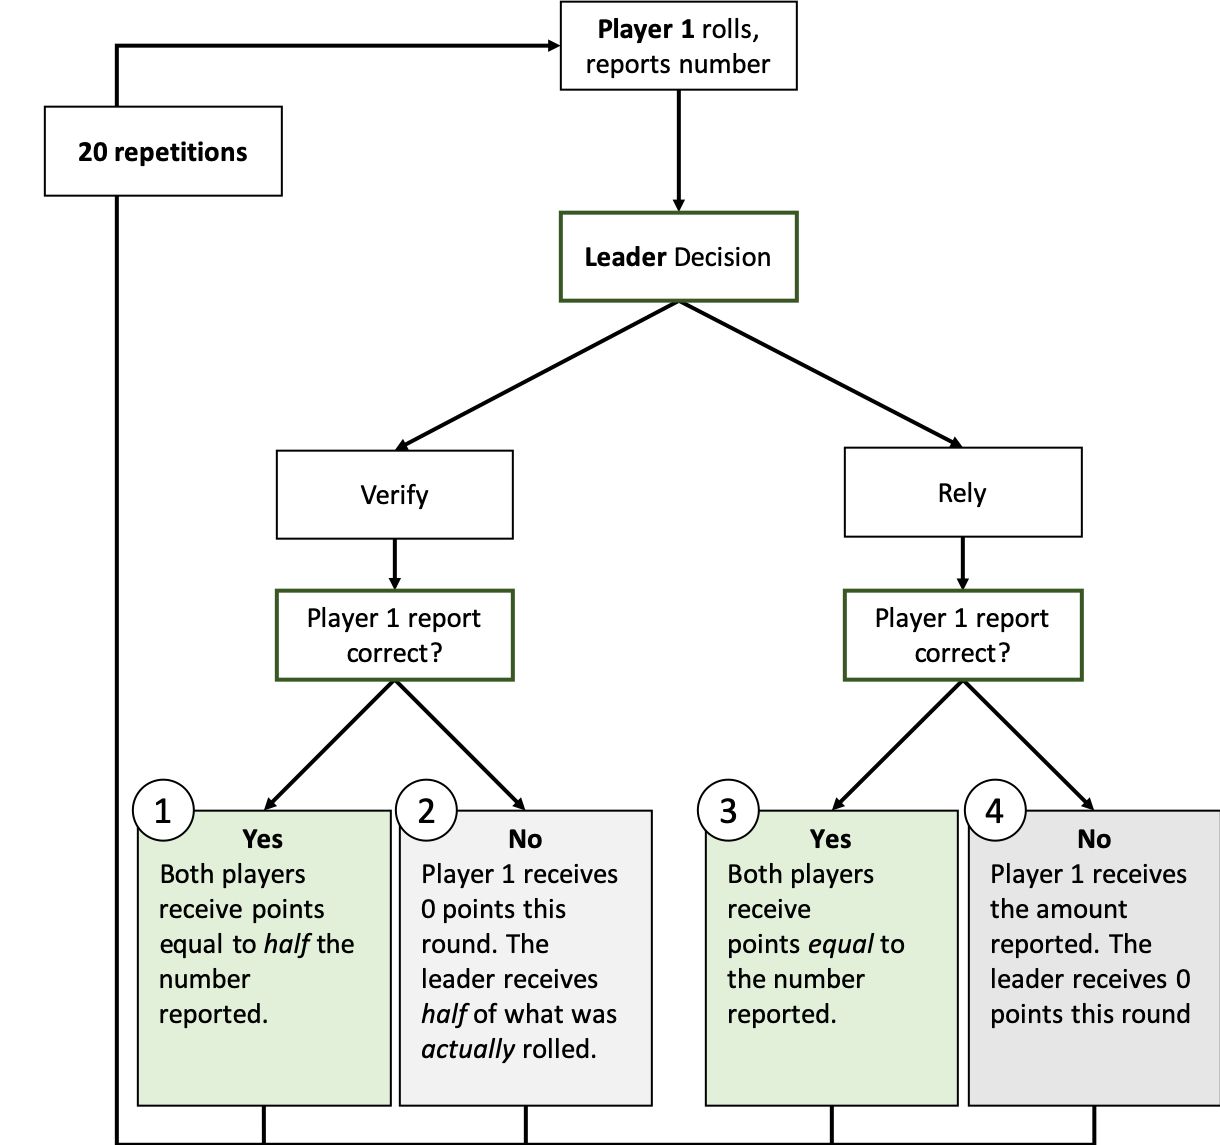 Player 1 rolls,
reports number
20 repetitions
Leader Decision
Verify
Rely
Player 1 report
correct?
Player 1 report
correct?
1
Yes
Both players
receive points
equal to half the
number
reported.
2
No
Player 1 receives
0 points this
round. The
leader receives
half of what was
actually rolled.
3
Yes
Both players
receive
points equal to
the number
reported.
4
No
Player 1 receives
the amount
reported. The
leader receives 0
points this round